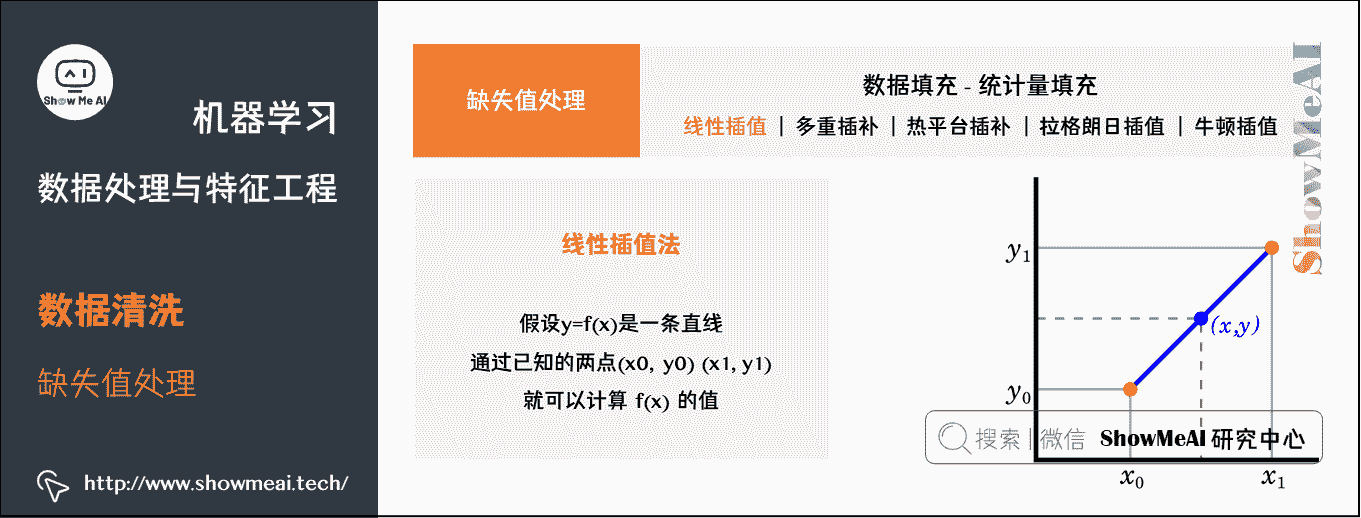 Show Me AI
机器学习
数据处理与特征工程
数据清洗
缺失值处理
http://www.showmeai.tech/
缺失值处理
数据填充 - 统计量填充
线性插值 | 多重插补 | 热平台插补 | 拉格朗日插值 | 牛顿插值
线性插值法
假设y=f(x)是一条直线
通过已知的两点(x0, y0) (x1, y1)
就可以计算 f(x) 的值
ShowMeAI
y1
(x,y)
y0
搜索 | 微信 ShowMeAI 研究中心
x0
x1